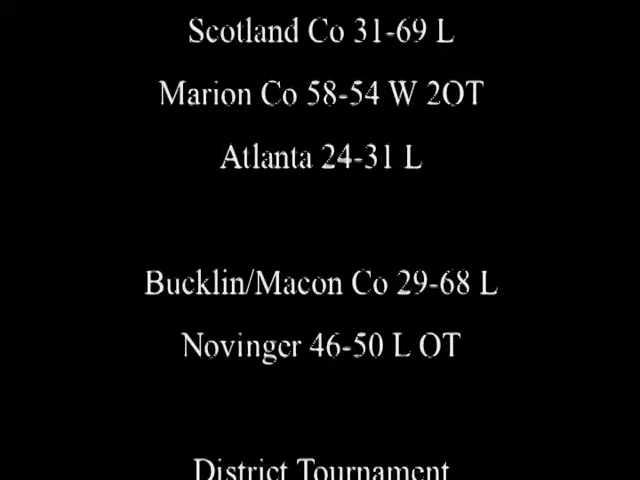 Scotland Co 31-69 L
Marion Co 58-54 W 2OT
Atlanta 24-31 L
Bucklin/Macon Co 29-68 L
Novinger 46-50 L OT
District Tournament